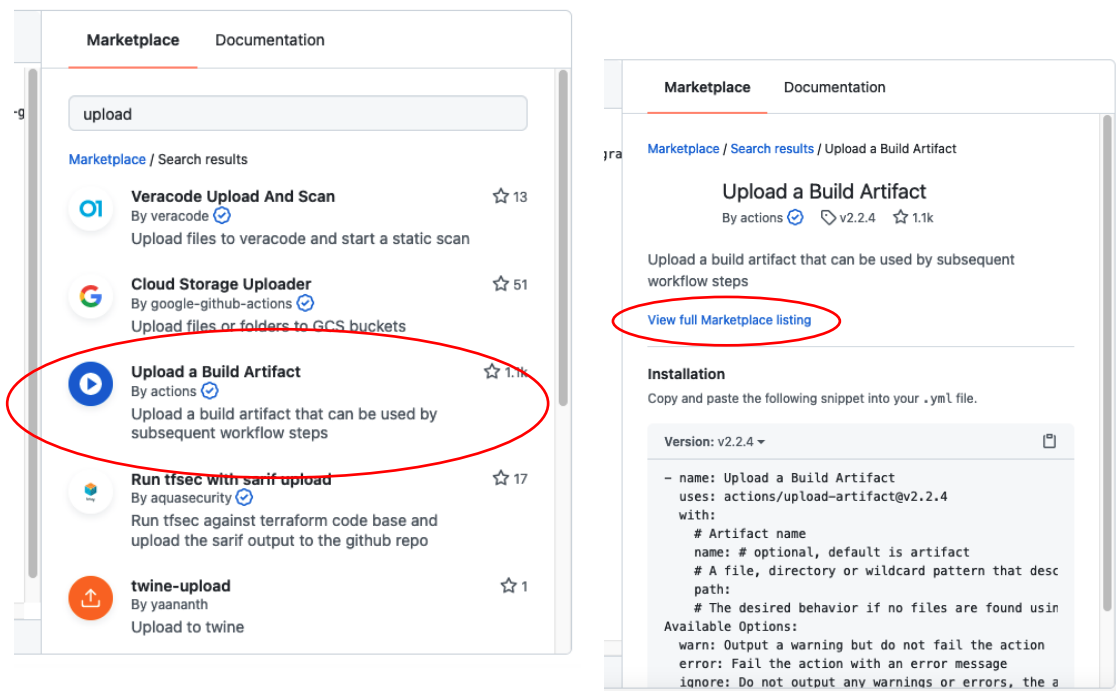 Marketplace Documentation
-g
upload
Marketplace / Search results
Veracode Upload And Scan 13
By veracode
Upload files to veracode and start a static scan
Cloud Storage Uploader 51
By google-github-actions
Upload files or folders to GCS buckets
Upload a Build Artifact 1.1k
By actions
Upload a build artifact that can be used by
subsequent workflow steps
Run tfsec with sarif upload 17
By aquasecurity
Run tfsec against terraform code base and
upload the sarif output to the github repo
twine-upload 1
By yaananth
Upload to twine
Marketplace Documentation
gra
Marketplace / Search results / Upload a Build Artifact
Upload a Build Artifact
By actions v2.2.4 1.1k
Upload a build artifact that can be used by subsequent
workflow steps
View full Marketplace listing
Installation
Copy and paste the following snippet into your .yml file.
Version: v2.2.4
- name: Upload a Build Artifact
uses: actions/upload-artifact@v2.2.4
with:
# Artifact name
name: # optional, default is artifact
# A file, directory or wildcard pattern that desc
path:
# The desired behavior if no files are found usin
Available Options:
warn: Output a warning but do not fail the action
error: Fail the action with an error message
ignore: Do not output any warnings or errors, the a